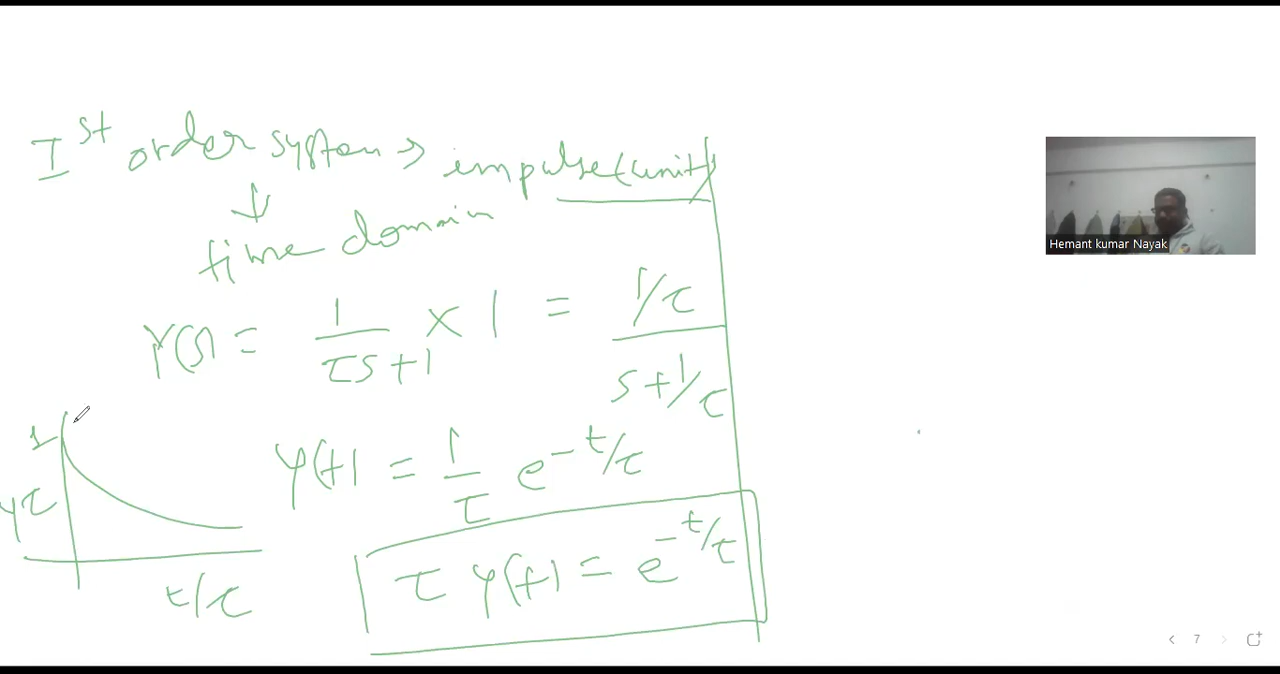 Ist order system → impulse (unit)
↓
time domain
Y(s) = 1/(τs+1) × 1 = (1/τ)/(s+1/τ)
y(t) = 1/τ e^(-t/τ)
τ y(t) = e^(-t/τ)
1
yτ
t/τ
Hemant kumar Nayak
< 7 >